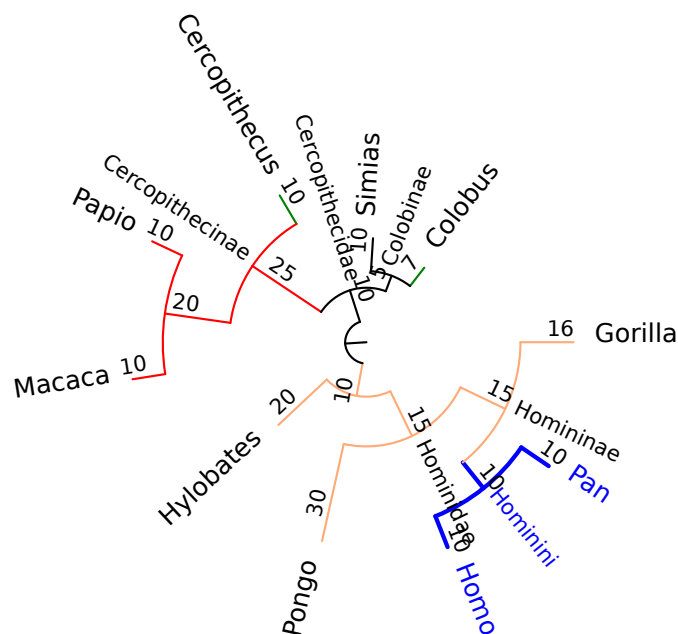 Cercopithecus
10
Cercopithecidae
10
Simias
10
Colobinae
5
Colobus
7
Cercopithecinae
25
Papio
10
20
Macaca
10
Gorilla
16
15
Homininae
10
Pan
10
Hominini
15
Hominidae
10
Homo
10
20
Hylobates
30
Pongo